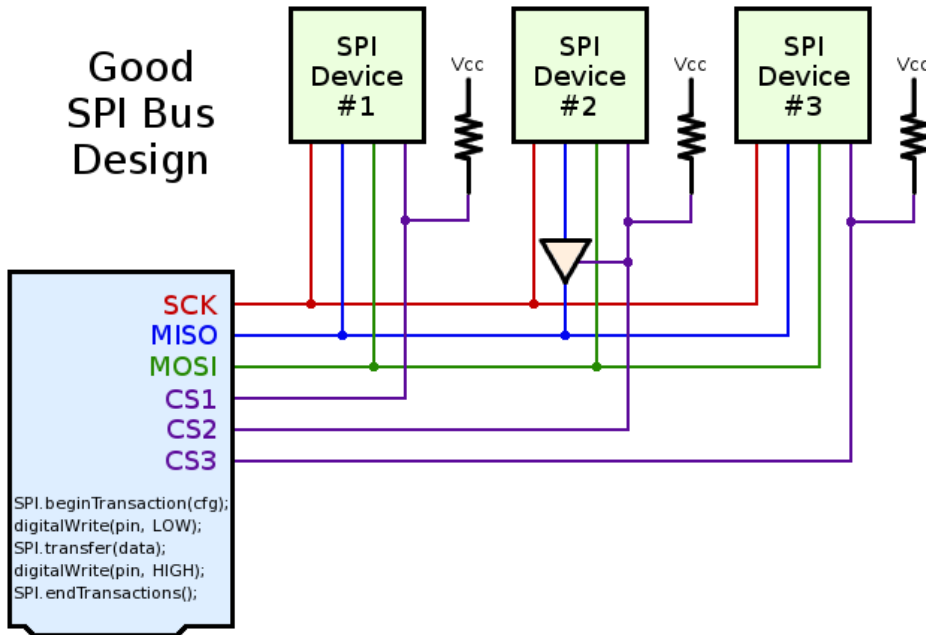 Good
SPI Bus
Design
SPI
Device
#1
Vcc
SPI
Device
#2
Vcc
SPI
Device
#3
Vcc
SCK
MISO
MOSI
CS1
CS2
CS3
SPI.beginTransaction(cfg);
digitalWrite(pin, LOW);
SPI.transfer(data);
digitalWrite(pin, HIGH);
SPI.endTransactions();